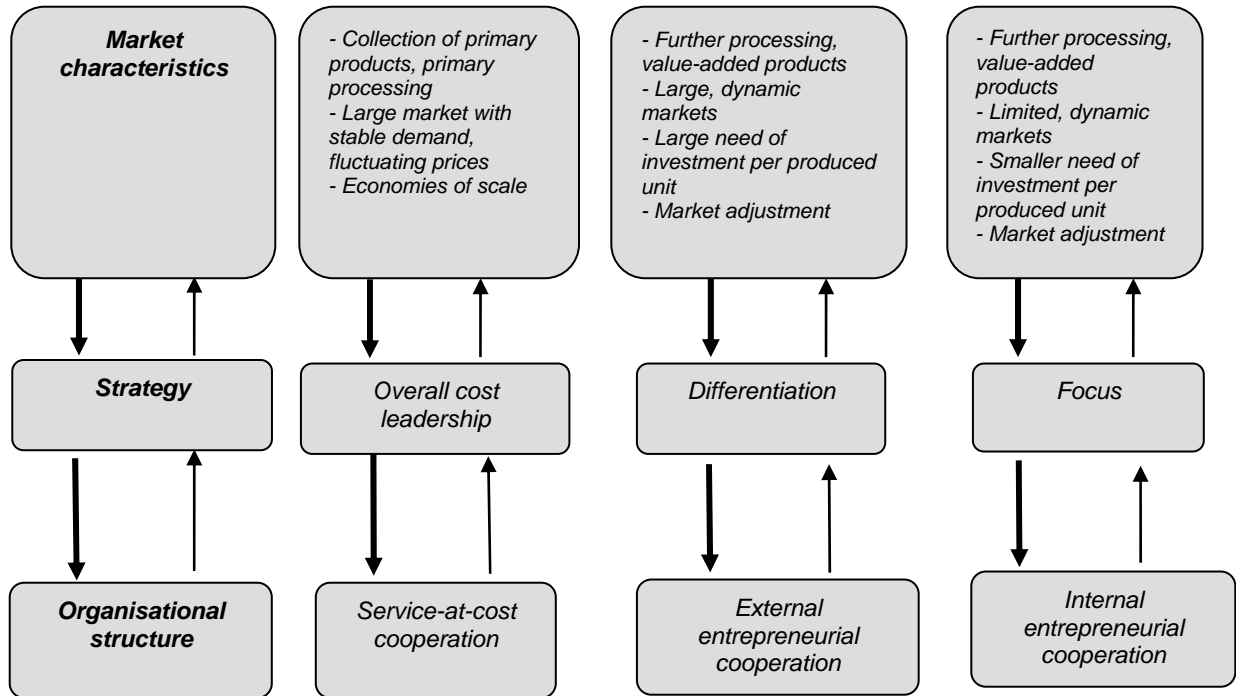 Market
characteristics
- Collection of primary
products, primary
processing
- Large market with
stable demand,
fluctuating prices
- Economies of scale
- Further processing,
value-added products
- Large, dynamic
markets
- Large need of
investment per produced
unit
- Market adjustment
- Further processing,
value-added
products
- Limited, dynamic
markets
- Smaller need of
investment per
produced unit
- Market adjustment
Strategy
Overall cost
leadership
Differentiation
Focus
Organisational
structure
Service-at-cost
cooperation
External
entrepreneurial
cooperation
Internal
entrepreneurial
cooperation